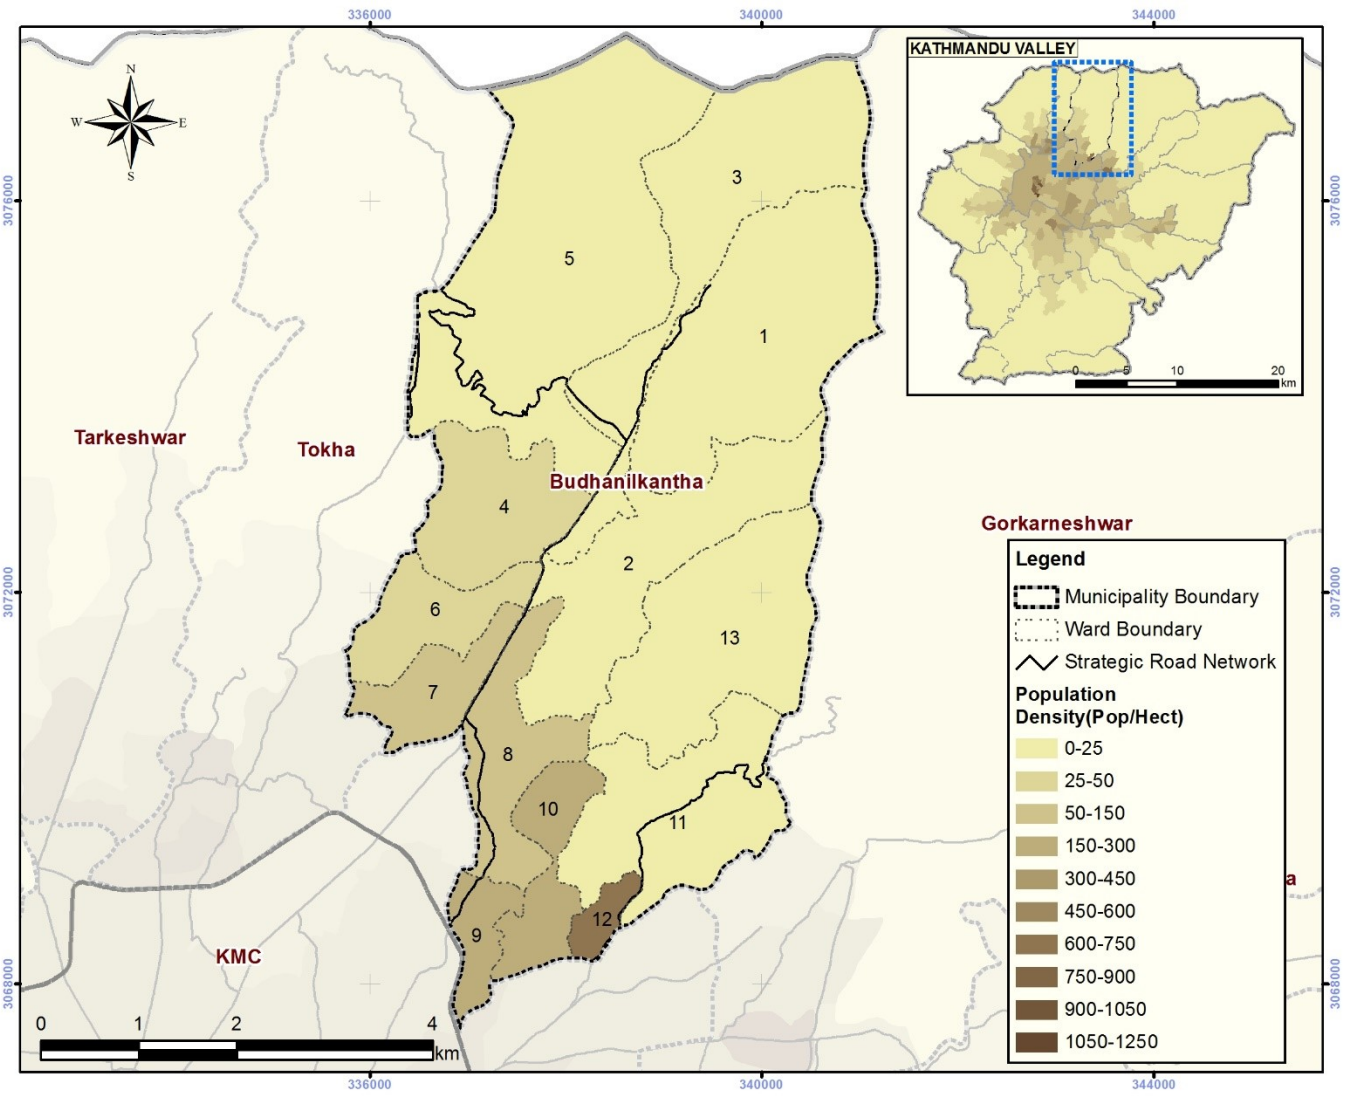 336000
340000
344000
3076000
3076000
N
W
E
S
KATHMANDU VALLEY
0
5
10
20
km
3
5
1
Tarkeshwar
Tokha
Budhanilkantha
4
Gorkarneshwar
2
6
13
7
3072000
3072000
8
10
11
12
9
KMC
a
Legend
Municipality Boundary
Ward Boundary
Strategic Road Network
Population
Density(Pop/Hect)
0-25
25-50
50-150
150-300
300-450
450-600
600-750
750-900
900-1050
1050-1250
3068000
3068000
0
1
2
4
km
336000
340000
344000